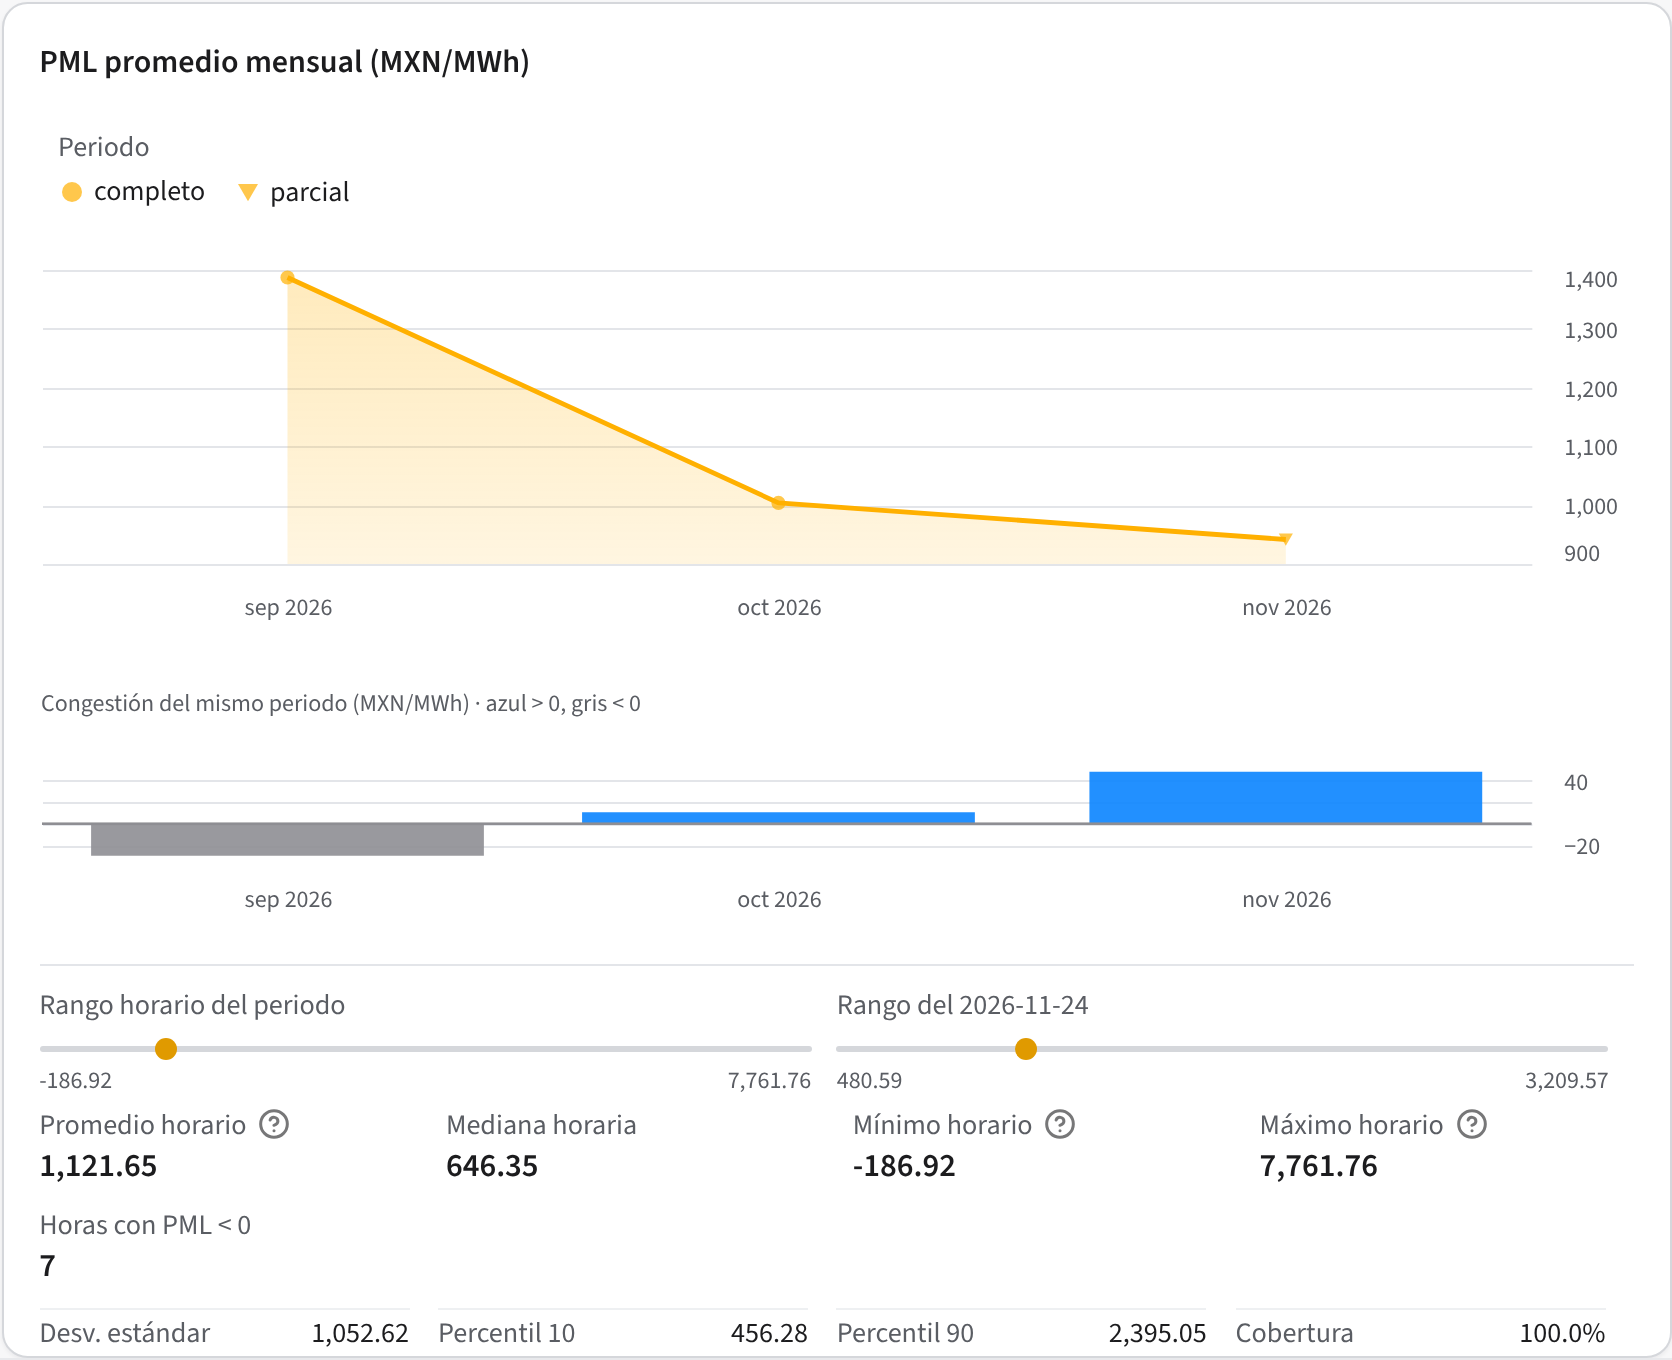 PML promedio mensual (MXN/MWh)
Periodo
completo parcial
1,400
1,300
1,200
1,100
1,000
900
sep 2026 oct 2026 nov 2026
Congestión del mismo periodo (MXN/MWh) · azul > 0, gris < 0
40
−20
sep 2026 oct 2026 nov 2026
Rango horario del periodo Rango del 2026-11-24
-186.92 7,761.76 480.59 3,209.57
Promedio horario ? Mediana horaria Mínimo horario ? Máximo horario ?
1,121.65 646.35 -186.92 7,761.76
Horas con PML < 0
7
Desv. estándar 1,052.62 Percentil 10 456.28 Percentil 90 2,395.05 Cobertura 100.0%